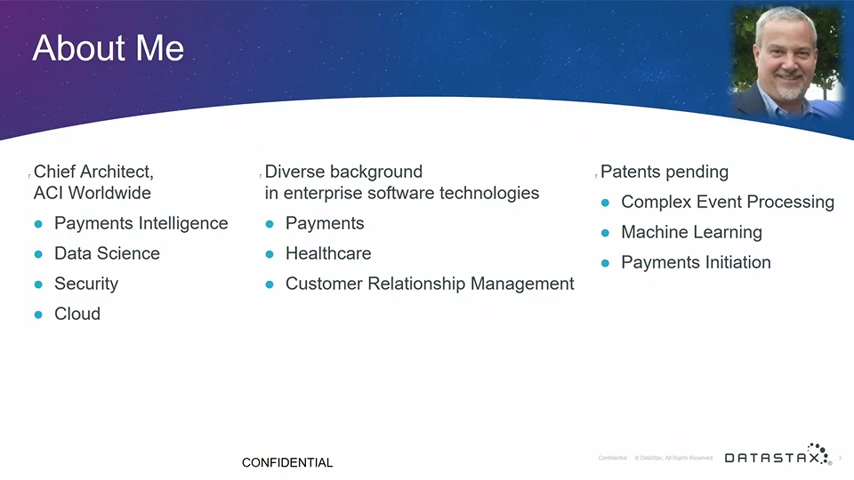 About Me
Chief Architect,
ACI Worldwide
● Payments Intelligence
● Data Science
● Security
● Cloud
Diverse background
in enterprise software technologies
● Payments
● Healthcare
● Customer Relationship Management
Patents pending
● Complex Event Processing
● Machine Learning
● Payments Initiation
CONFIDENTIAL
Confidential © DataStax, All Rights Reserved.
DATASTAX
3